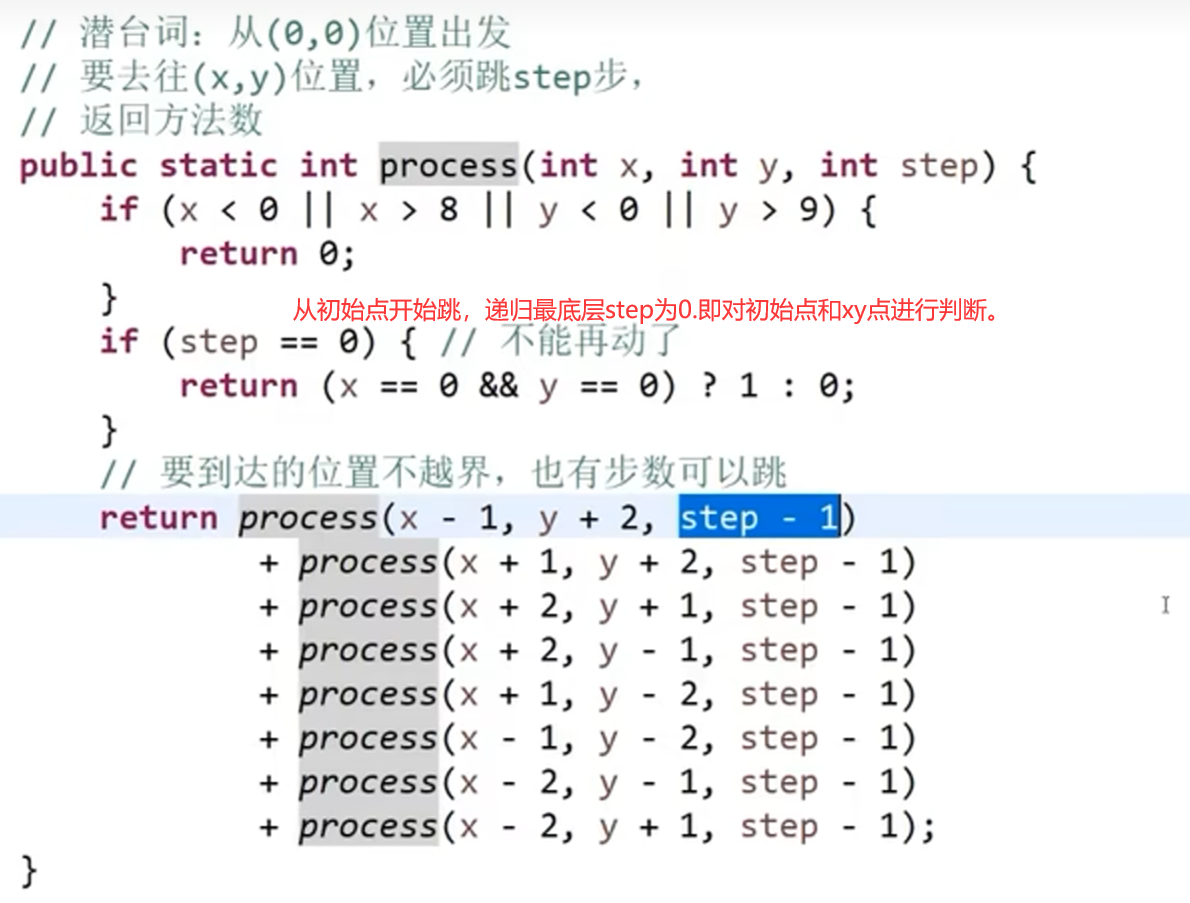 // 潜台词：从(0,0)位置出发
// 要去往(x,y)位置，必须跳step步，
// 返回方法数
public static int process(int x, int y, int step) {
if (x < 0 || x > 8 || y < 0 || y > 9) {
return 0;
}
从初始点开始跳，递归最底层step为0.即对初始点和xy点进行判断。
if (step == 0) { // 不能再动了
return (x == 0 && y == 0) ? 1 : 0;
}
// 要到达的位置不越界，也有步数可以跳
return process(x - 1, y + 2, step - 1)
+ process(x + 1, y + 2, step - 1)
+ process(x + 2, y + 1, step - 1)
+ process(x + 2, y - 1, step - 1)
+ process(x + 1, y - 2, step - 1)
+ process(x - 1, y - 2, step - 1)
+ process(x - 2, y - 1, step - 1)
+ process(x - 2, y + 1, step - 1);
}